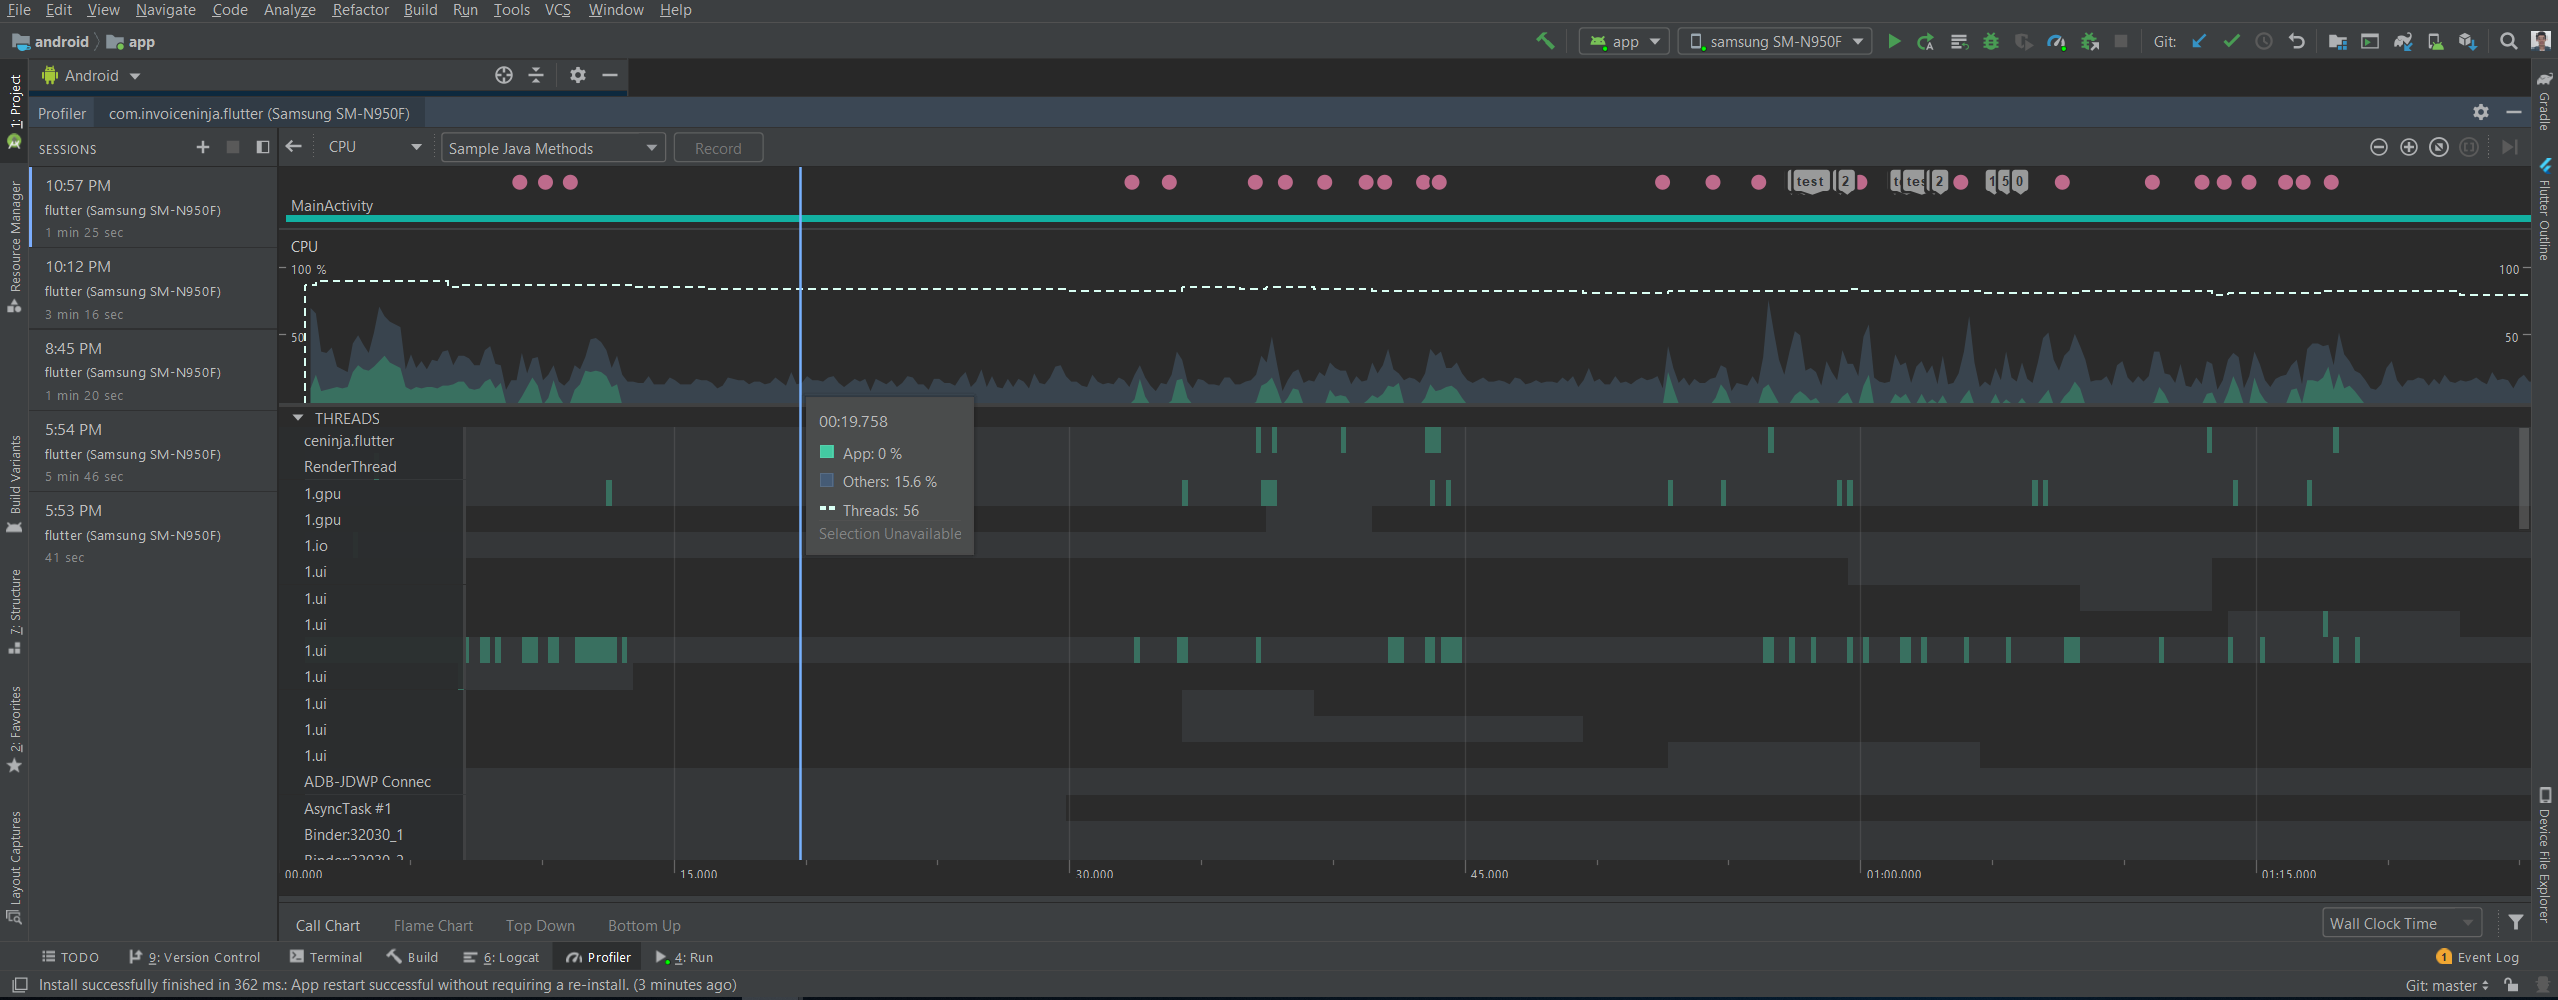 File Edit View Navigate Code Analyze Refactor Build Run Tools VCS Window Help
android app app samsung SM-N950F Git:
Android
Profiler com.invoiceninja.flutter (Samsung SM-N950F)
SESSIONS CPU Sample Java Methods Record
10:57 PM
flutter (Samsung SM-N950F)
1 min 25 sec
10:12 PM
flutter (Samsung SM-N950F)
3 min 16 sec
8:45 PM
flutter (Samsung SM-N950F)
1 min 20 sec
5:54 PM
flutter (Samsung SM-N950F)
5 min 46 sec
5:53 PM
flutter (Samsung SM-N950F)
41 sec
test 2 2 1 5 0
MainActivity
CPU
100 % 100
50 50
THREADS
ceninja.flutter
RenderThread
1.gpu
1.gpu
1.io
1.ui
1.ui
1.ui
1.ui
1.ui
1.ui
1.ui
1.ui
ADB-JDWP Connec
AsyncTask #1
Binder:32030_1
Binder:32030_2
00:19.758
App: 0 %
Others: 15.6 %
Threads: 56
Selection Unavailable
00.000 15.000 30.000 45.000 01:00.000 01:15.000
Call Chart Flame Chart Top Down Bottom Up Wall Clock Time
TODO 9: Version Control Terminal Build 6: Logcat Profiler 4: Run 1 Event Log
Install successfully finished in 362 ms.: App restart successful without requiring a re-install. (3 minutes ago) Git: master
1: Project
Resource Manager
Build Variants
7: Structure
2: Favorites
Layout Captures
Gradle
Flutter Outline
Device File Explorer